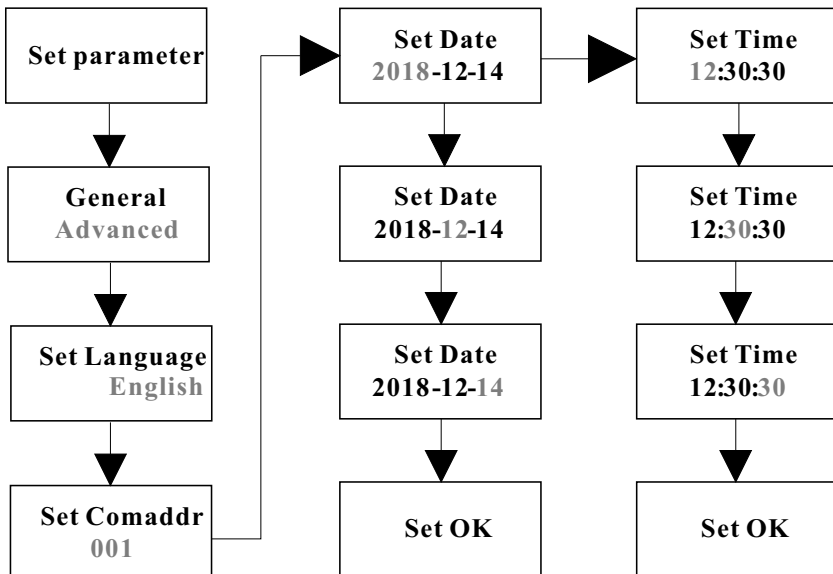 Set parameter
General
Advanced
Set Language
English
Set Comaddr
001
Set Date
2018-12-14
Set Date
2018-12-14
Set Date
2018-12-14
Set OK
Set Time
12:30:30
Set Time
12:30:30
Set Time
12:30:30
Set OK